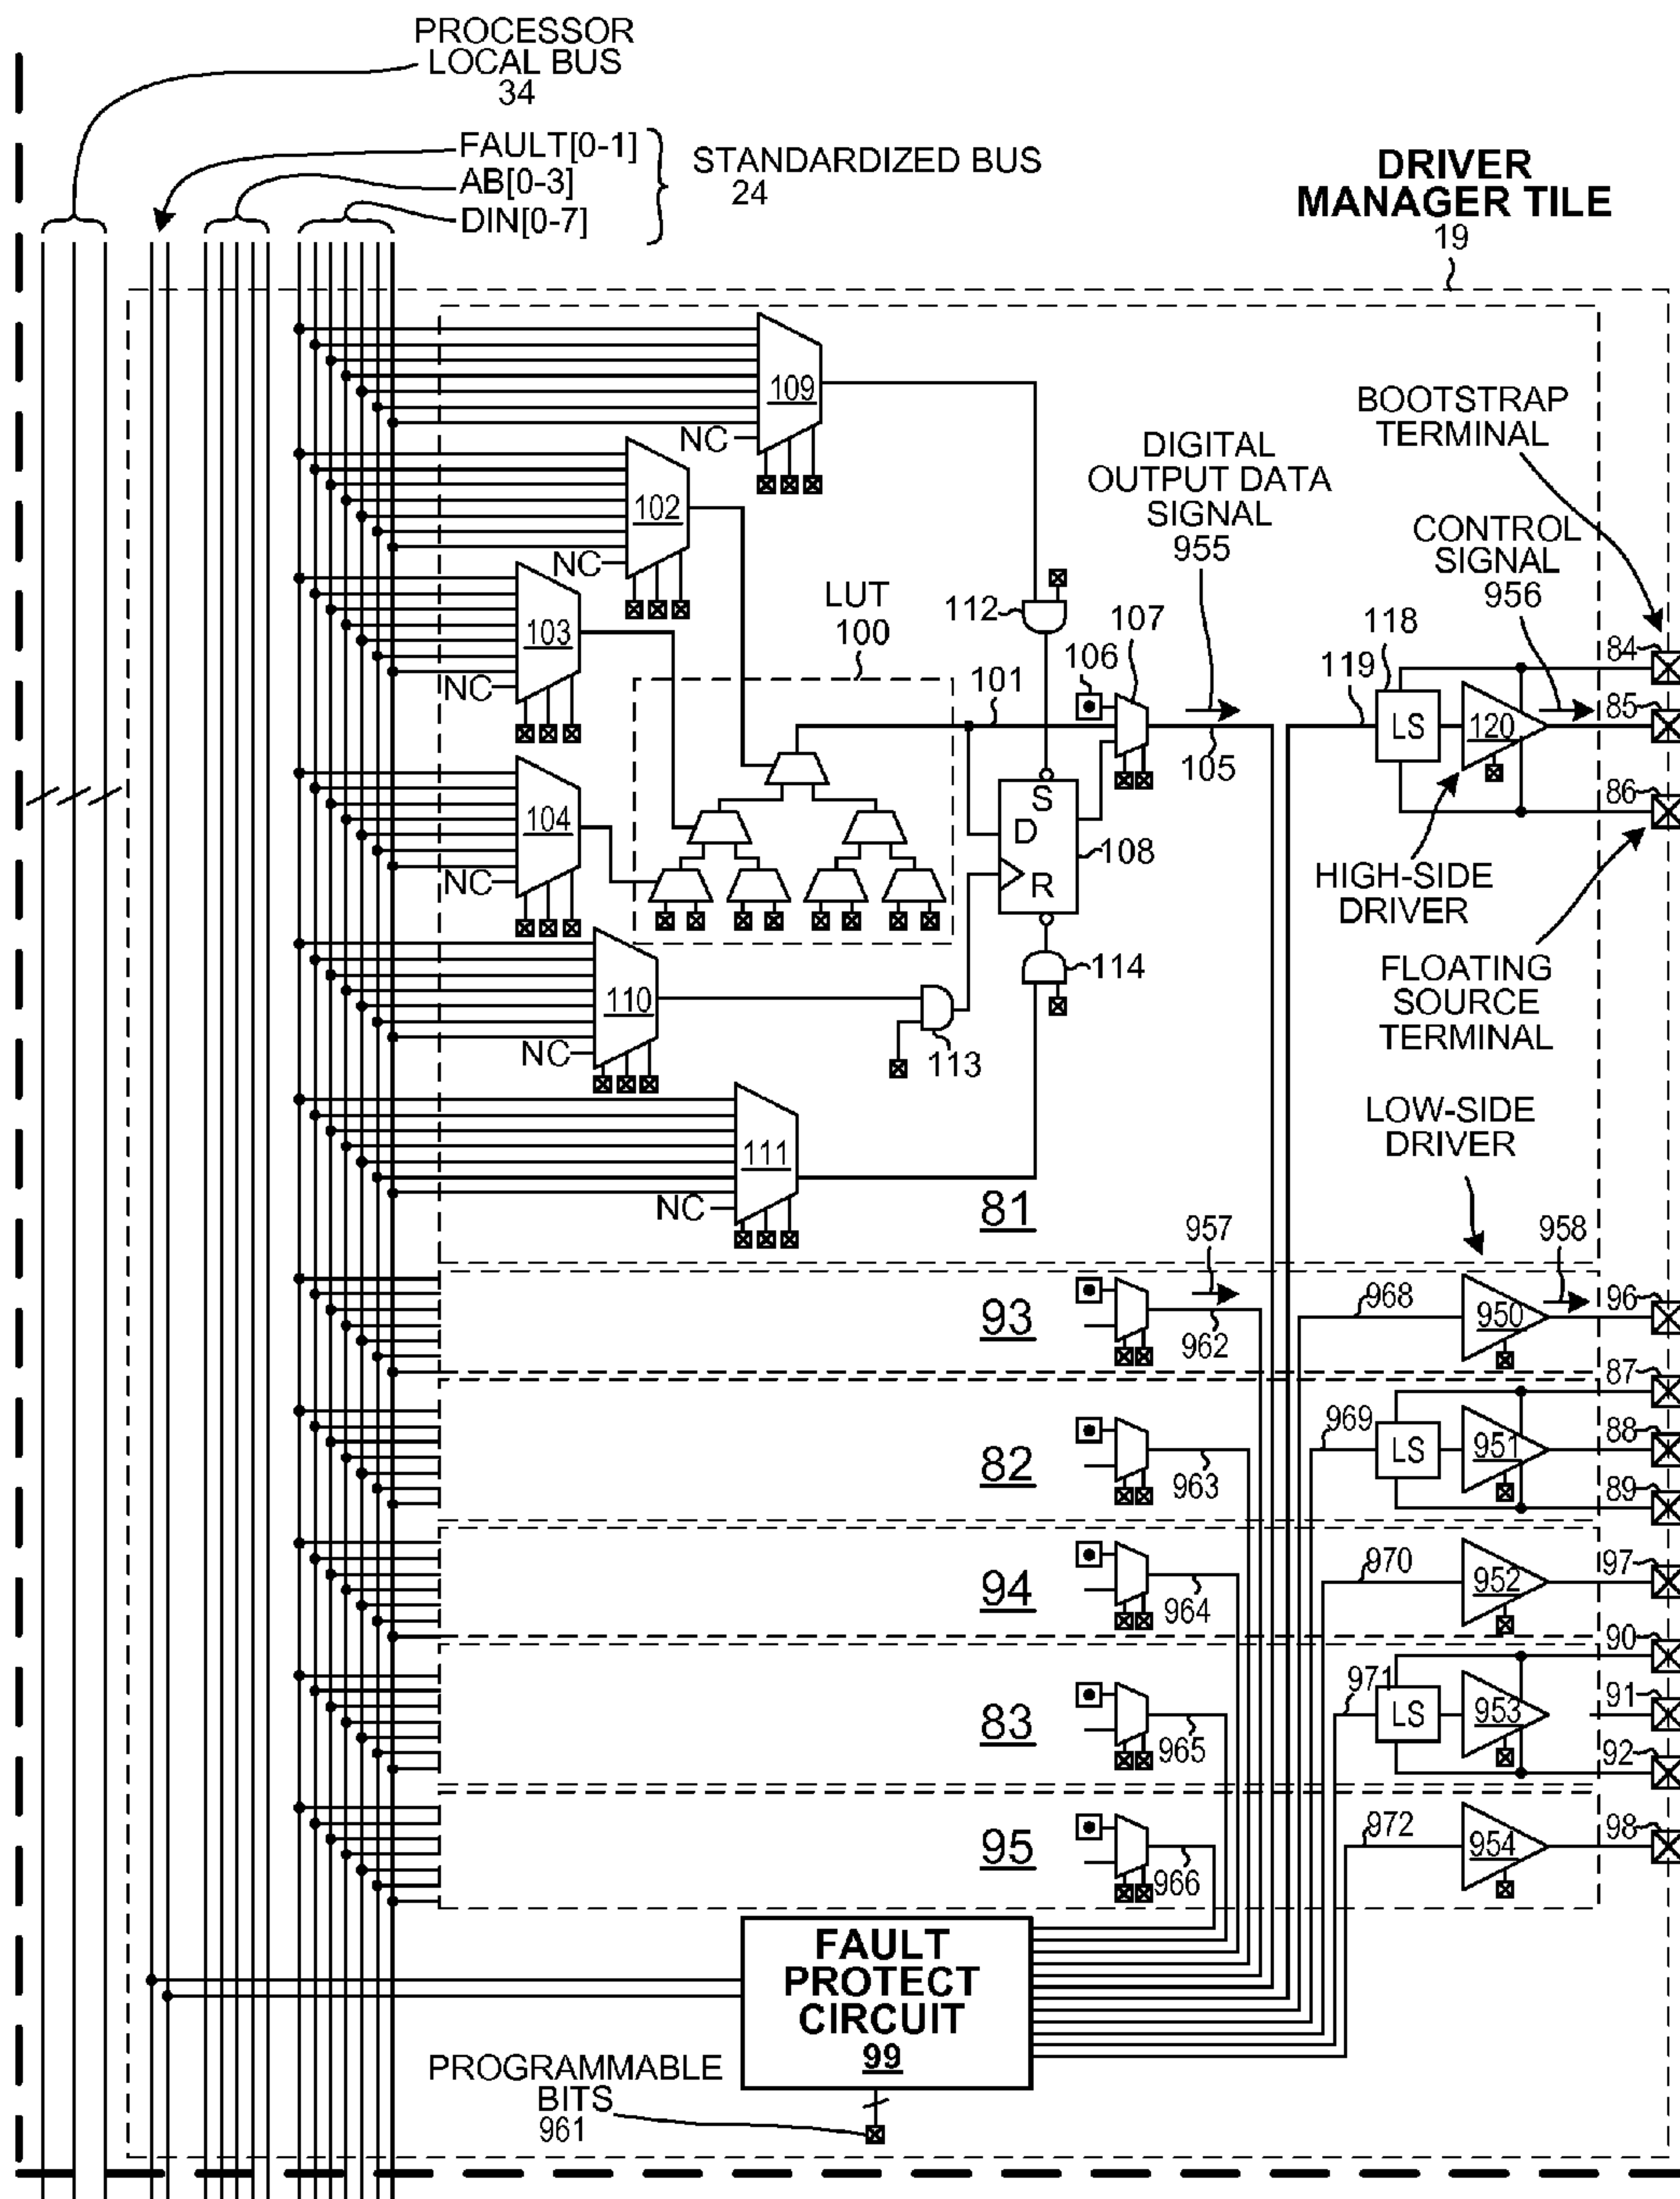 PROCESSOR
LOCAL BUS
34
FAULT[0-1]
AB[0-3]
DIN[0-7]
STANDARDIZED BUS
24
DRIVER
MANAGER TILE
19
109
NC
102
NC
103
NC
104
NC
110
NC
111
NC
LUT
100
101
112
106
107
105
S
D
R
108
114
113
DIGITAL
OUTPUT DATA
SIGNAL
955
BOOTSTRAP
TERMINAL
CONTROL
SIGNAL
956
118
119
LS
120
84
85
86
HIGH-SIDE
DRIVER
FLOATING
SOURCE
TERMINAL
LOW-SIDE
DRIVER
81
93
957
962
968
950
958
96
82
963
969
LS
951
87
88
89
94
964
970
952
97
83
965
971
LS
953
90
91
92
95
966
972
954
98
FAULT
PROTECT
CIRCUIT
99
PROGRAMMABLE
BITS
961